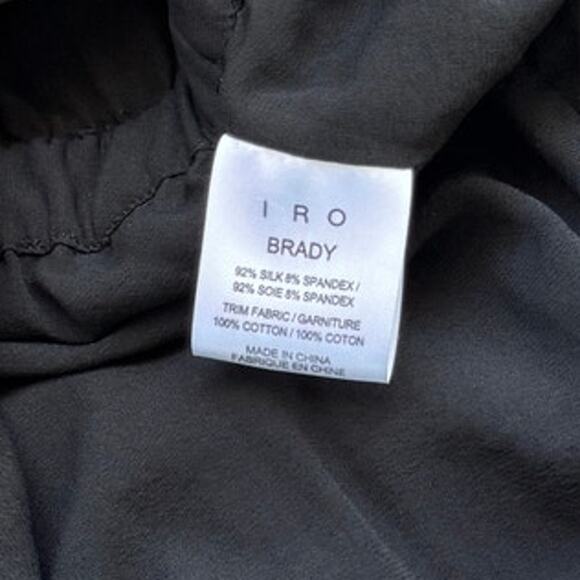 I R O
BRADY
92% SILK 8% SPANDEX /
92% SOIE 8% SPANDEX
TRIM FABRIC / GARNITURE
100% COTTON / 100% COTON
MADE IN CHINA
FABRIQUE EN CHINE